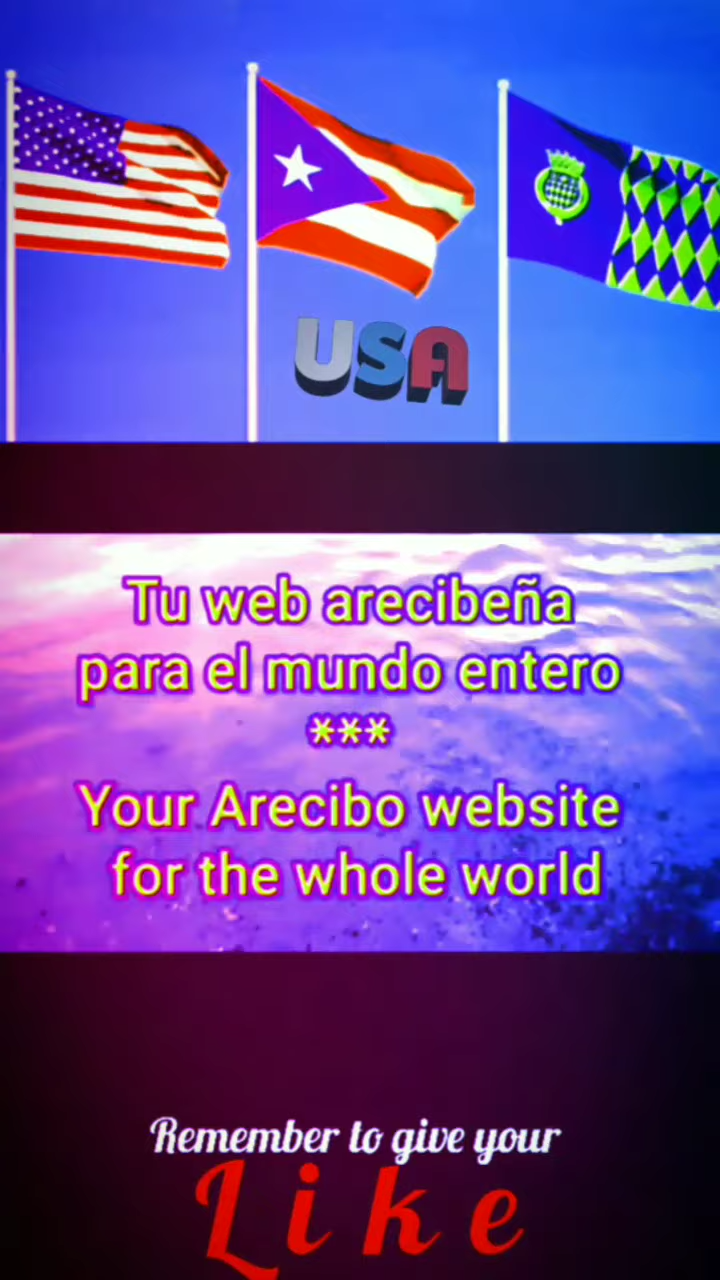 USA
Tu web arecibeña
para el mundo entero
***
Your Arecibo website
for the whole world
Remember to give your
Like